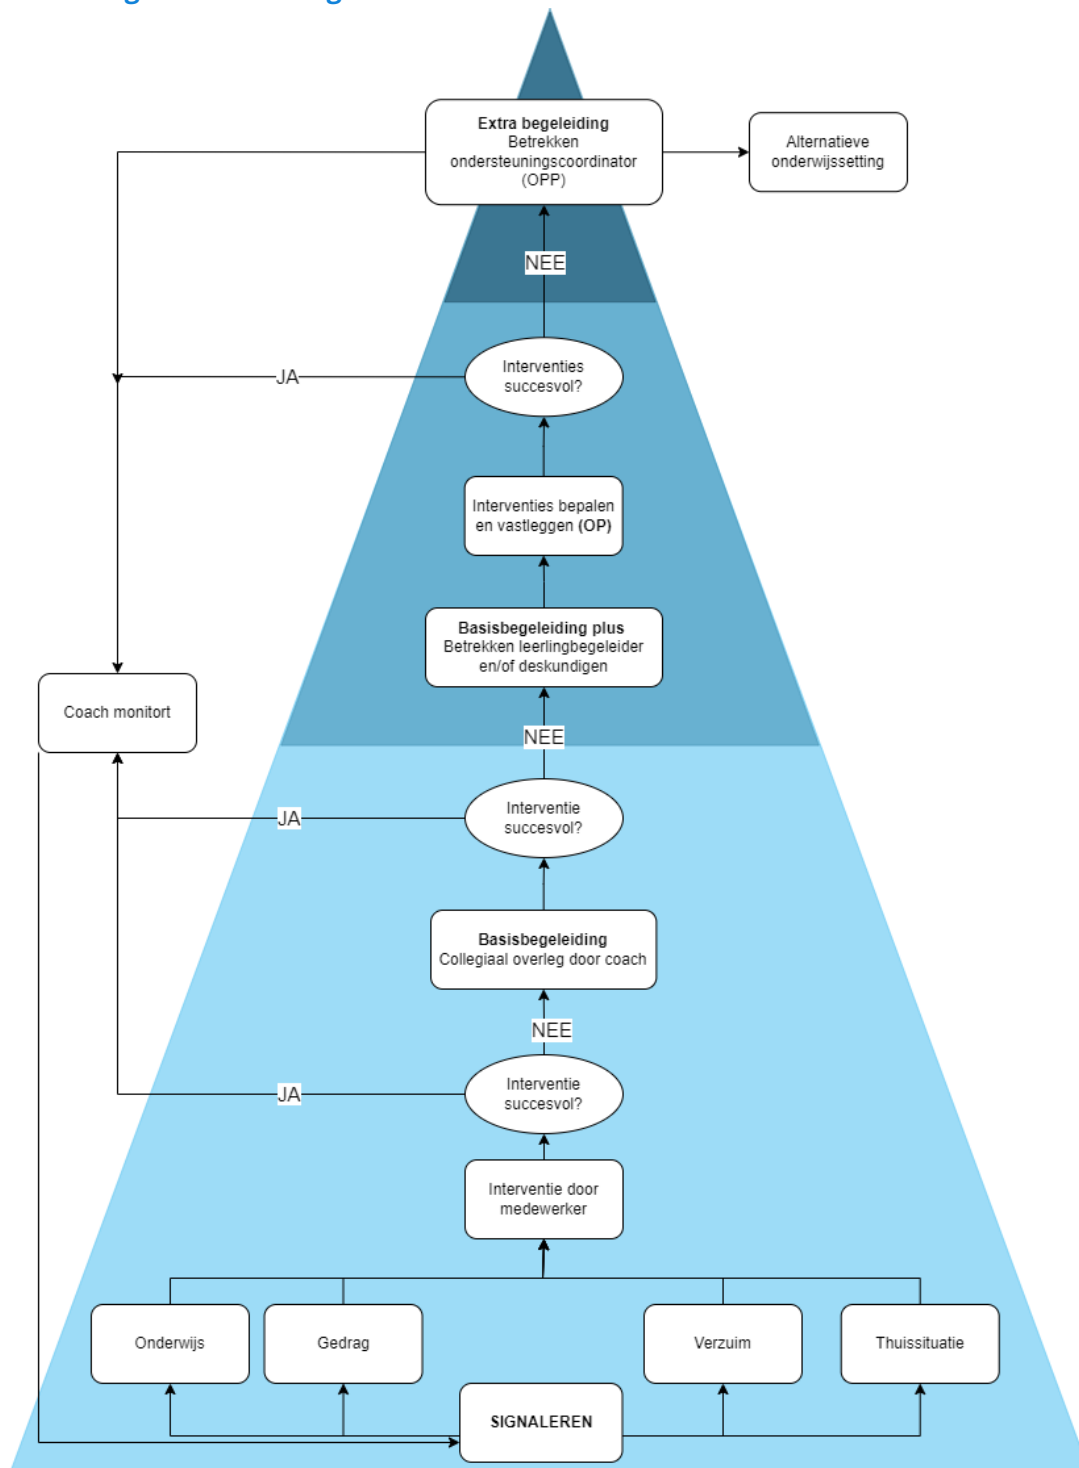 Extra begeleiding
Betrekken
ondersteuningscoordinator
(OPP)
Alternatieve
onderwijssetting
NEE
Interventies
succesvol?
JA
Interventies bepalen
en vastleggen (OP)
Basisbegeleiding plus
Betrekken leerlingbegeleider
en/of deskundigen
Coach monitort
NEE
Interventie
succesvol?
JA
Basisbegeleiding
Collegiaal overleg door coach
NEE
Interventie
succesvol?
JA
Interventie door
medewerker
Onderwijs
Gedrag
Verzuim
Thuissituatie
SIGNALEREN